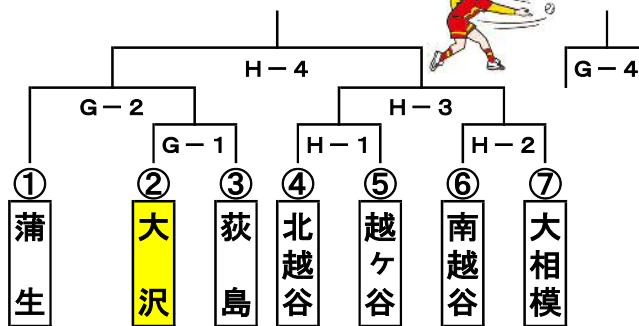 H－4
G－4
G－2
H－3
G－1
H－1
H－2
①
②
③
④
⑤
⑥
⑦
蒲生
大沢
荻島
北越谷
越ヶ谷
南越谷
大相模